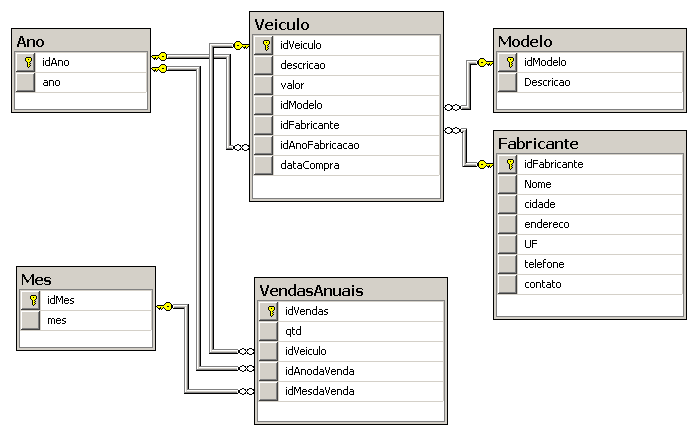 Ano
idAno
ano
Veiculo
idVeiculo
descricao
valor
idModelo
idFabricante
idAnoFabricacao
dataCompra
Modelo
idModelo
Descricao
Fabricante
idFabricante
Nome
cidade
endereco
UF
telefone
contato
Mes
idMes
mes
VendasAnuais
idVendas
qtd
idVeiculo
idAnodaVenda
idMesdaVenda